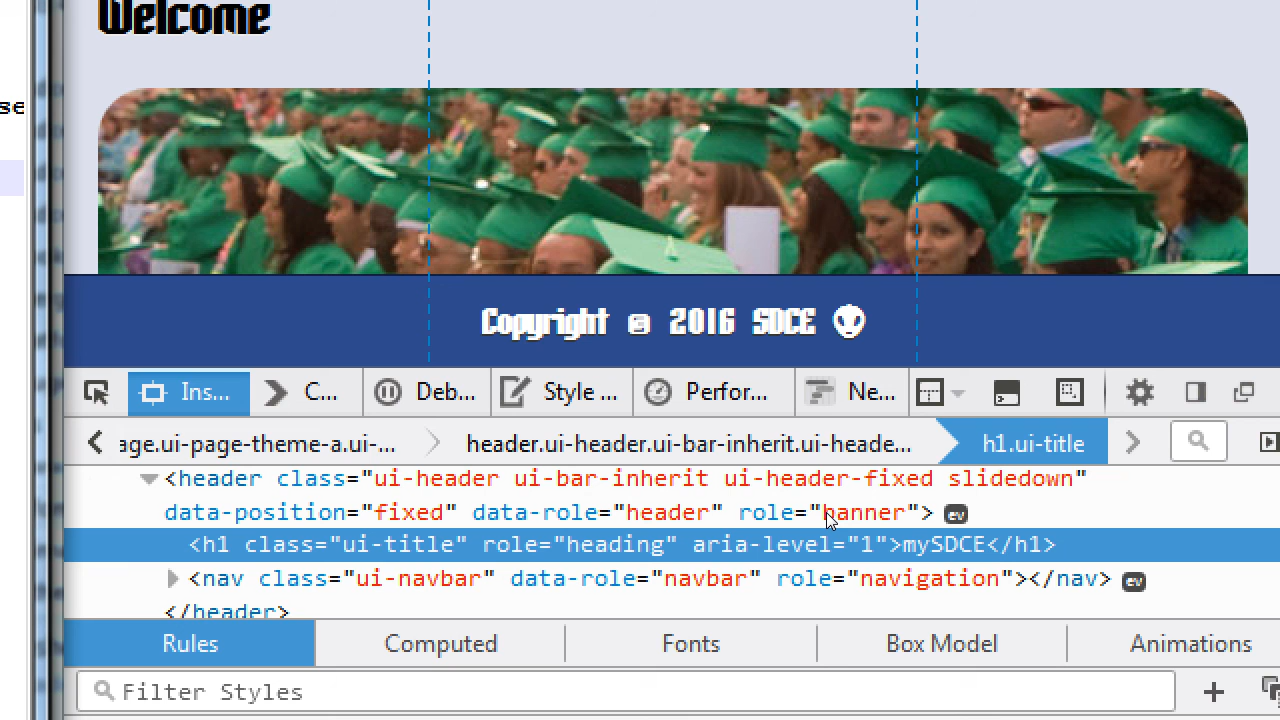 Welcome
se
Copyright © 2016 SDCE
Ins... C... Deb... Style ... Perfor... Ne...
age.ui-page-theme-a.ui-... header.ui-header.ui-bar-inherit.ui-heade... h1.ui-title
<header class="ui-header ui-bar-inherit ui-header-fixed slidedown"
data-position="fixed" data-role="header" role="banner"> ev
<h1 class="ui-title" role="heading" aria-level="1">mySDCE</h1>
<nav class="ui-navbar" data-role="navbar" role="navigation"></nav> ev
</header>
Rules Computed Fonts Box Model Animations
Filter Styles